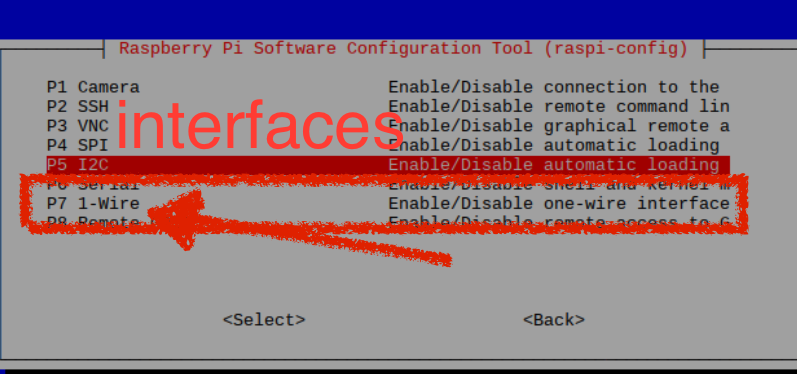 Raspberry Pi Software Configuration Tool (raspi-config)
P1 Camera Enable/Disable connection to the
P2 SSH Enable/Disable remote command lin
P3 VNC Enable/Disable graphical remote a
P4 SPI Enable/Disable automatic loading
interfaces
P5 I2C Enable/Disable automatic loading
P6 Serial Enable/Disable shell and kernel m
P7 1-Wire Enable/Disable one-wire interface
P8 Remote Enable/Disable remote access to G
<Select> <Back>